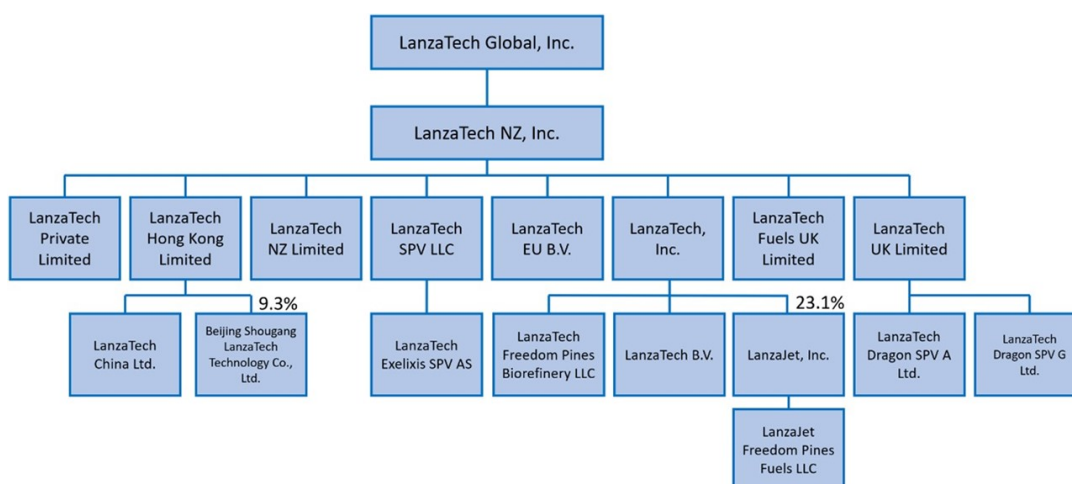 LanzaTech Global, Inc.
LanzaTech NZ, Inc.
LanzaTech
Private
Limited
LanzaTech
Hong Kong
Limited
LanzaTech
NZ Limited
LanzaTech
SPV LLC
LanzaTech
EU B.V.
LanzaTech,
Inc.
LanzaTech
Fuels UK
Limited
LanzaTech
UK Limited
9.3%
23.1%
LanzaTech
China Ltd.
Beijing Shougang
LanzaTech
Technology Co.,
Ltd.
LanzaTech
Exelixis SPV AS
LanzaTech
Freedom Pines
Biorefinery LLC
LanzaTech B.V.
LanzaJet, Inc.
LanzaTech
Dragon SPV A
Ltd.
LanzaTech
Dragon SPV G
Ltd.
LanzaJet
Freedom Pines
Fuels LLC